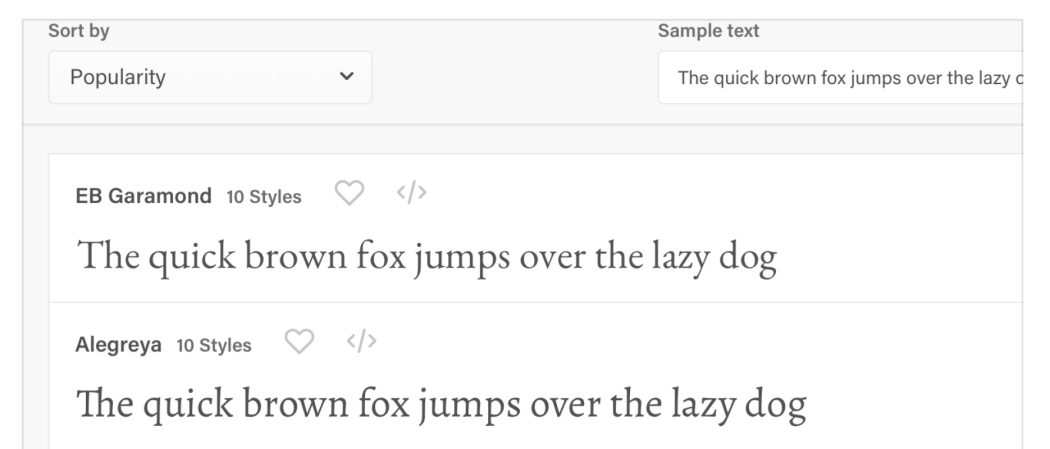 Sort by
Sample text
Popularity
The quick brown fox jumps over the lazy
EB Garamond 10 Styles
The quick brown fox jumps over the lazy dog
Alegreya 10 Styles
The quick brown fox jumps over the lazy dog